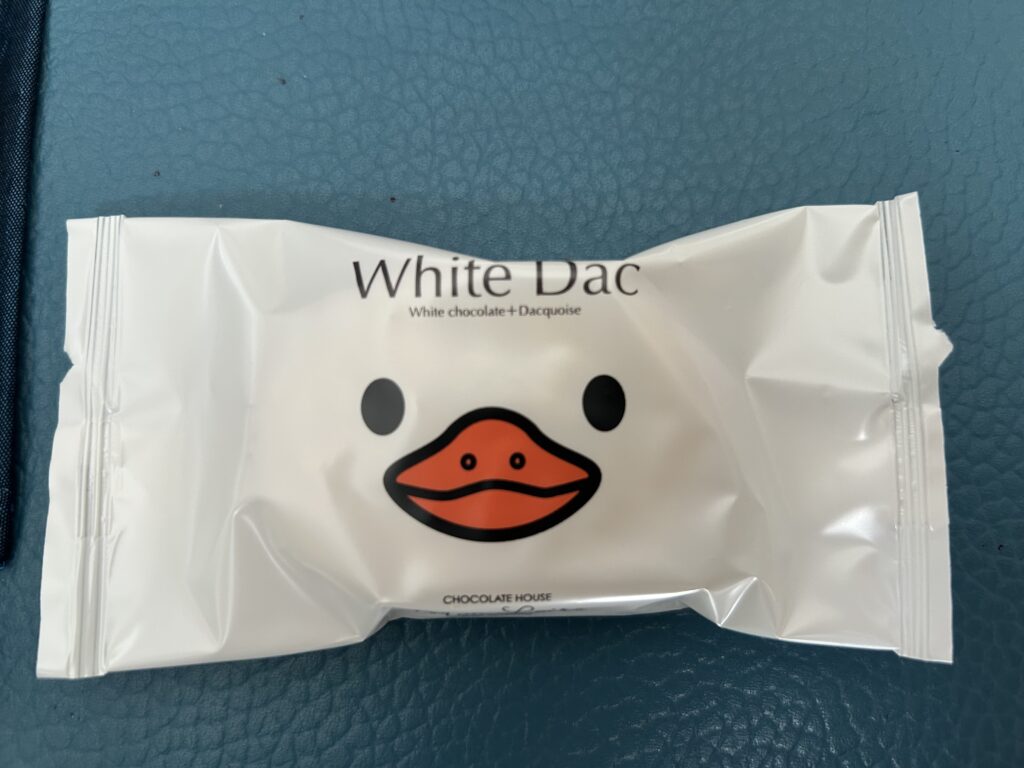 White Dac
White chocolate+Dacquoise
CHOCOLATE HOUSE